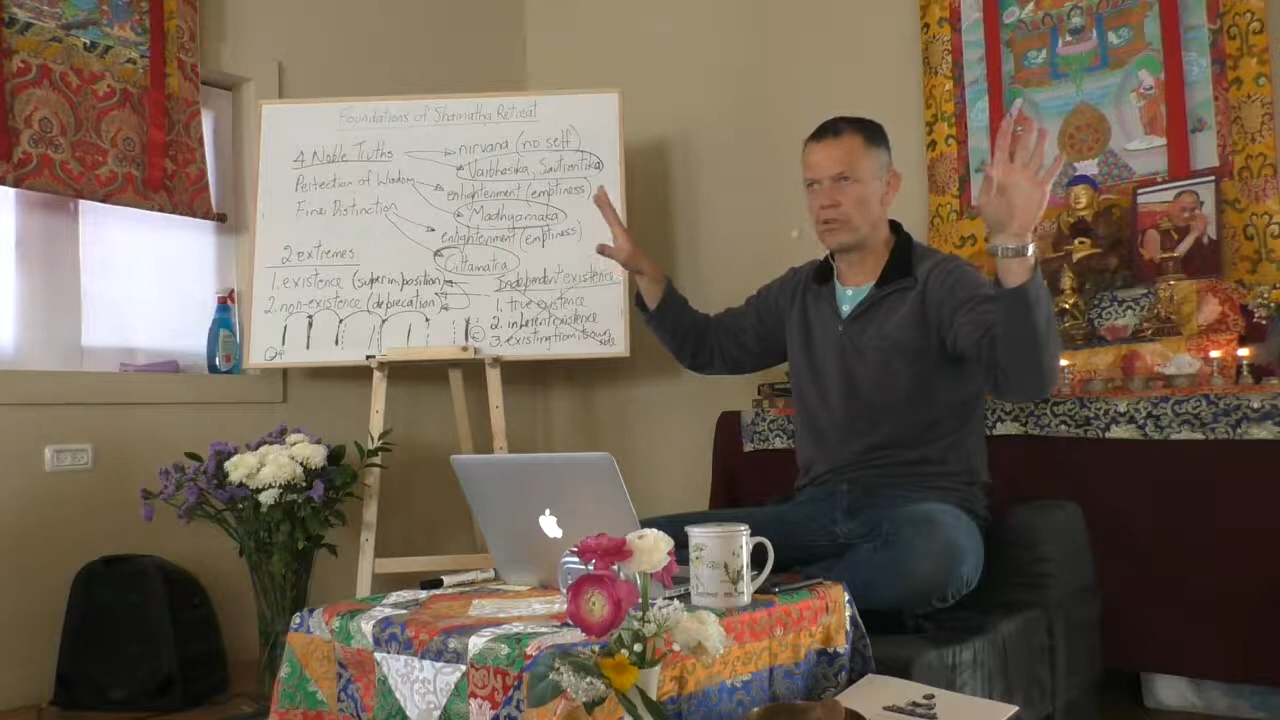 Foundations of Shamatha Retreat
4 Noble Truths
nirvana (no self)
Vaibhasika, Sautrantika
Perfection of Wisdom
enlightenment (emptiness)
Madhyamaka
Fine Distinction
enlightenment (emptiness)
Cittamatra
2 extremes
1. existence (superimposition)
2. non-existence (deprecation)
Independent existence
1. true existence
2. inherent existence
3. existing from its own side